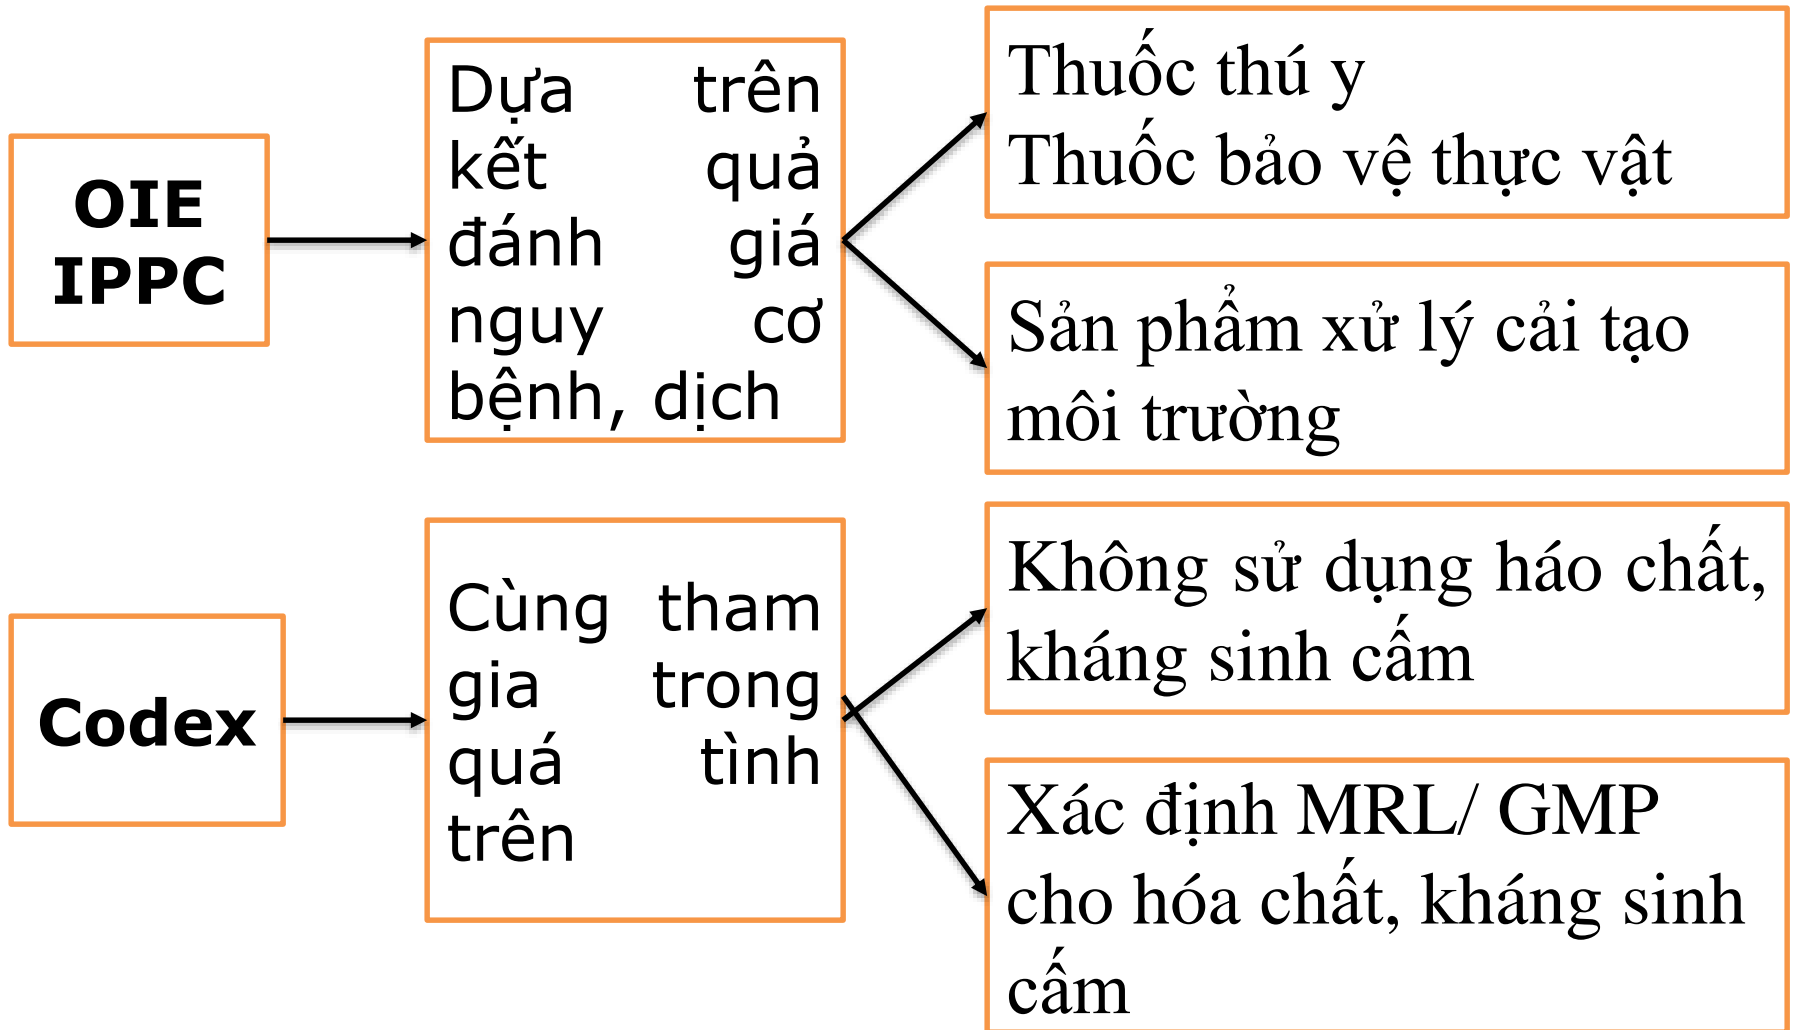 OIE
IPPC
Dựa trên
kết quả
đánh giá
nguy cơ
bệnh, dịch
Thuốc thú y
Thuốc bảo vệ thực vật
Sản phẩm xử lý cải tạo
môi trường
Codex
Cùng tham
gia trong
quá tình
trên
Không sử dụng háo chất,
kháng sinh cấm
Xác định MRL/ GMP
cho hóa chất, kháng sinh
cấm